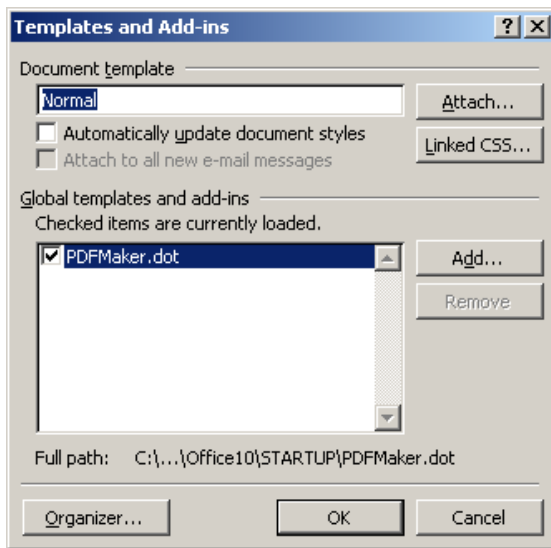 Templates and Add-ins
Document template
Normal
Attach...
Automatically update document styles
Linked CSS...
Attach to all new e-mail messages
Global templates and add-ins
Checked items are currently loaded.
PDFMaker.dot
Add...
Remove
Full path: C:\...\Office10\STARTUP\PDFMaker.dot
Organizer...
OK
Cancel